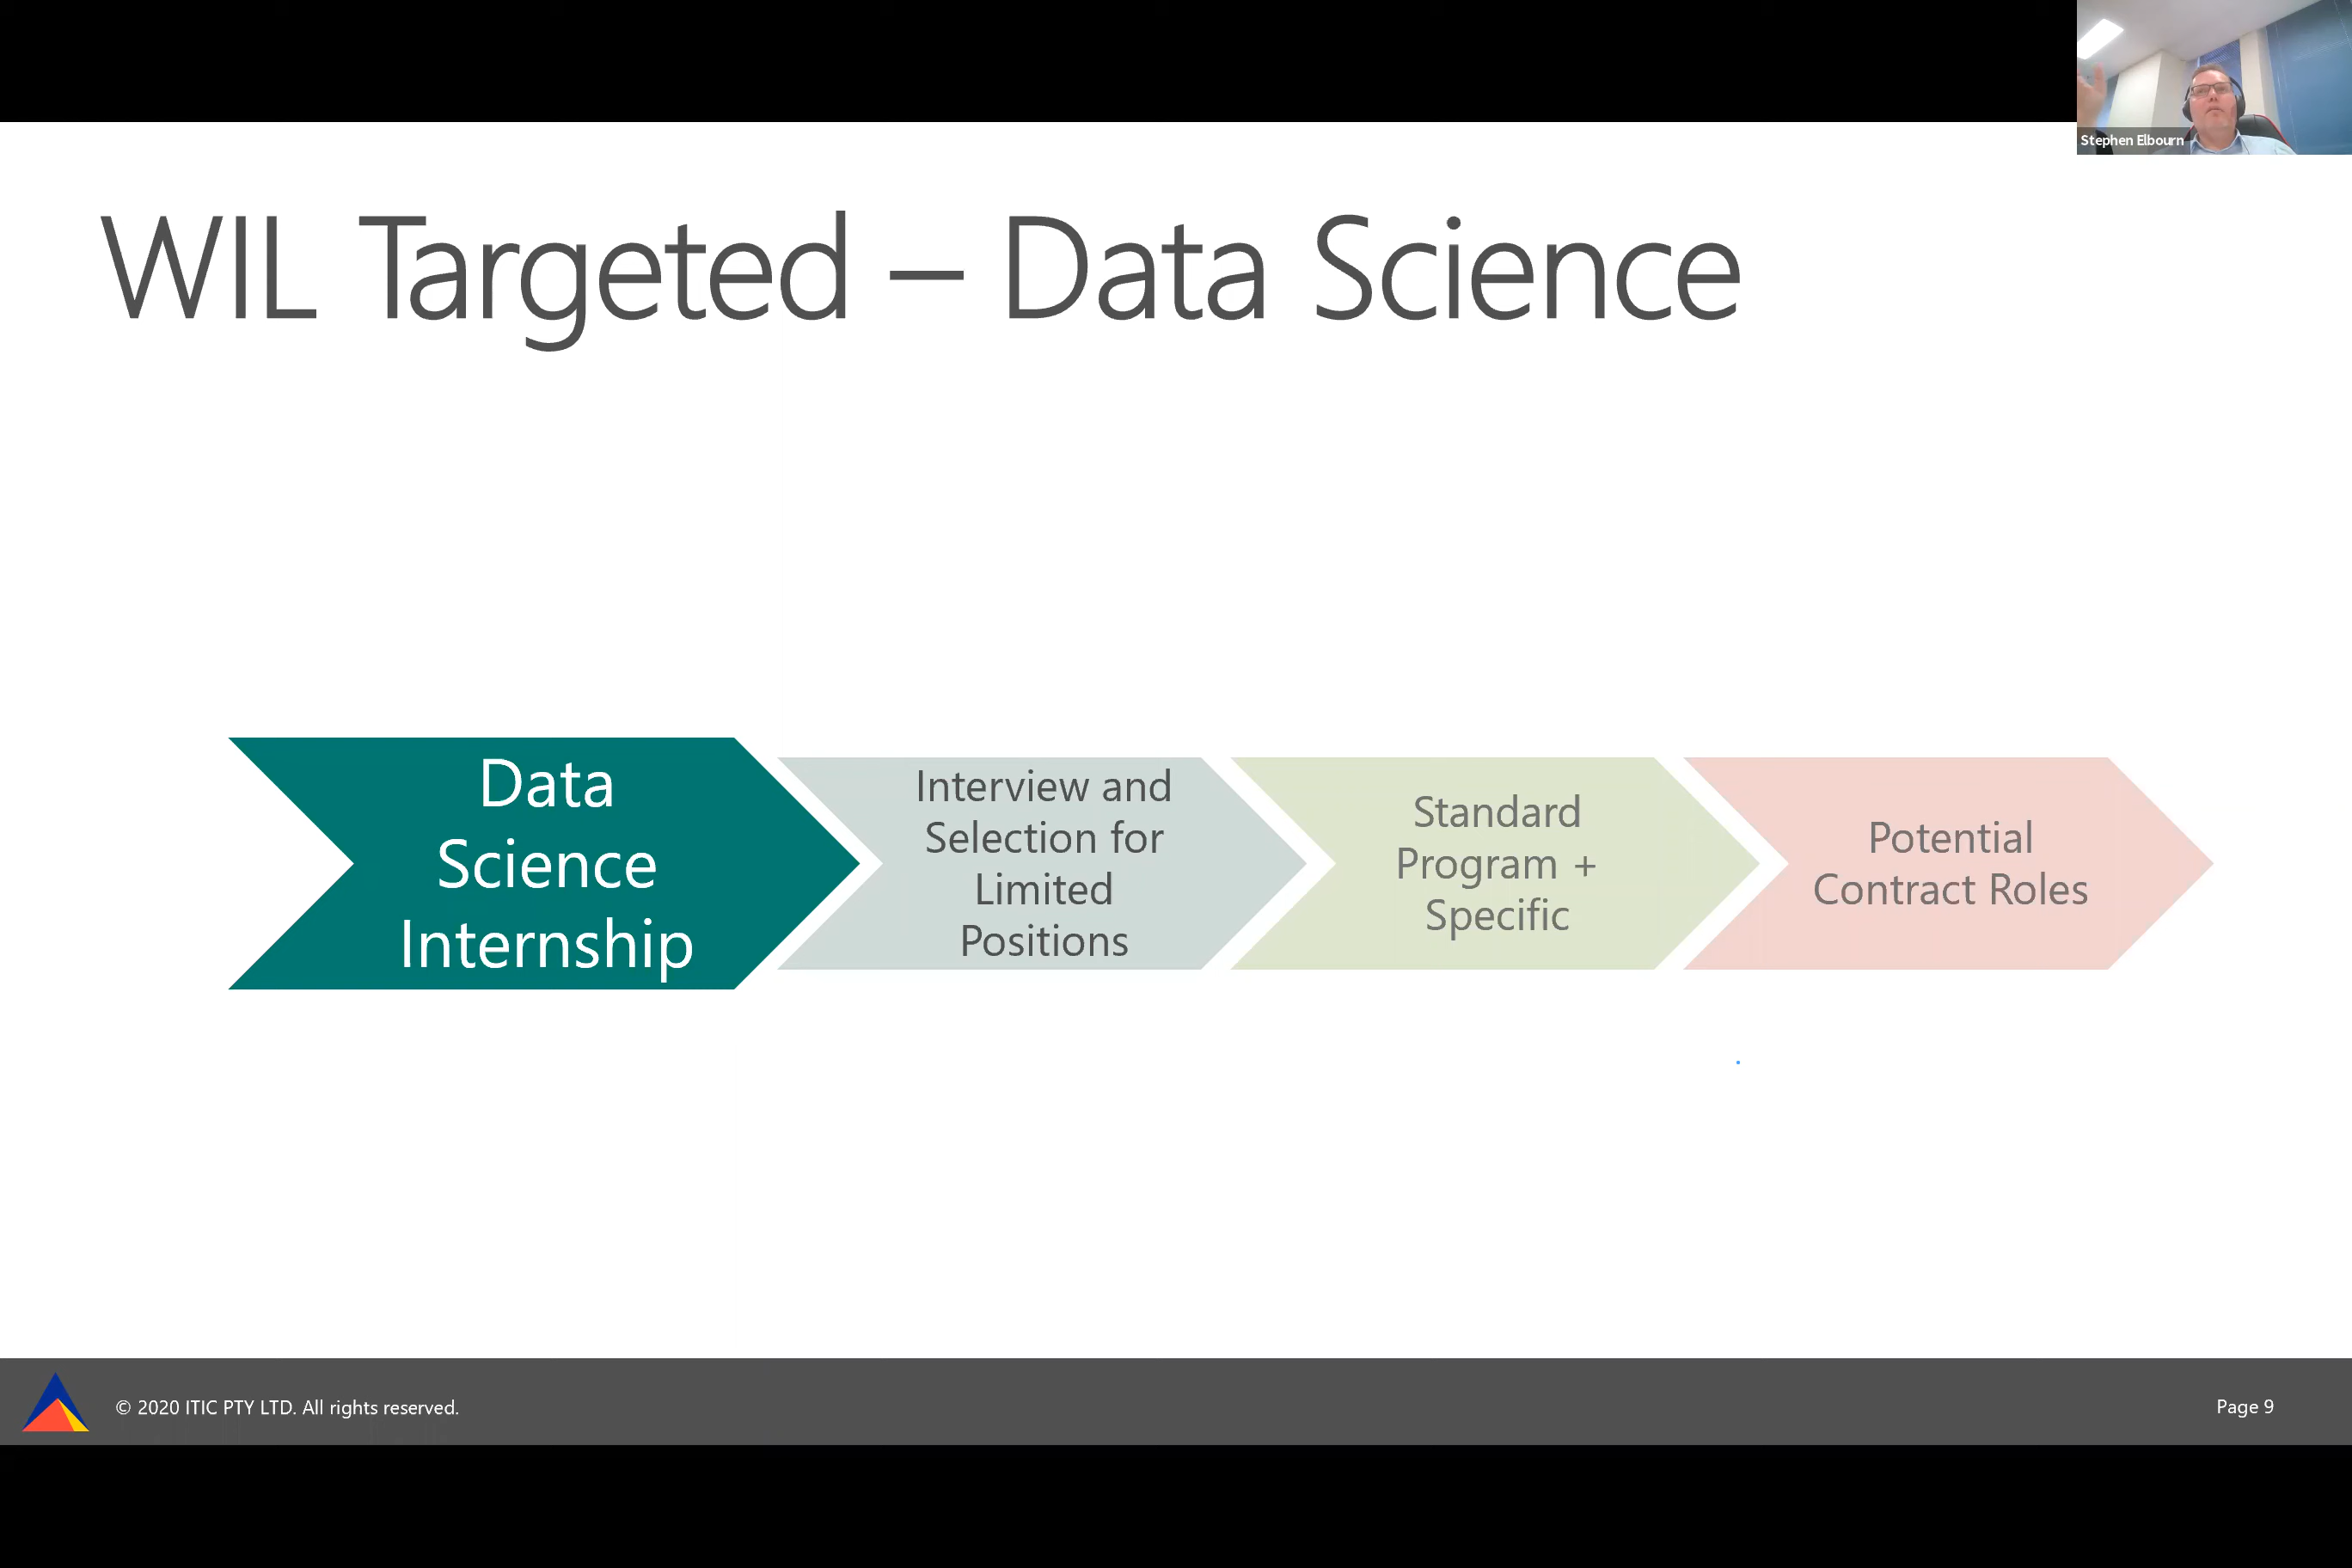 Stephen Elbourn
WIL Targeted – Data Science
Data
Science
Internship
Interview and
Selection for
Limited
Positions
Standard
Program +
Specific
Potential
Contract Roles
© 2020 ITIC PTY LTD. All rights reserved.
Page 9